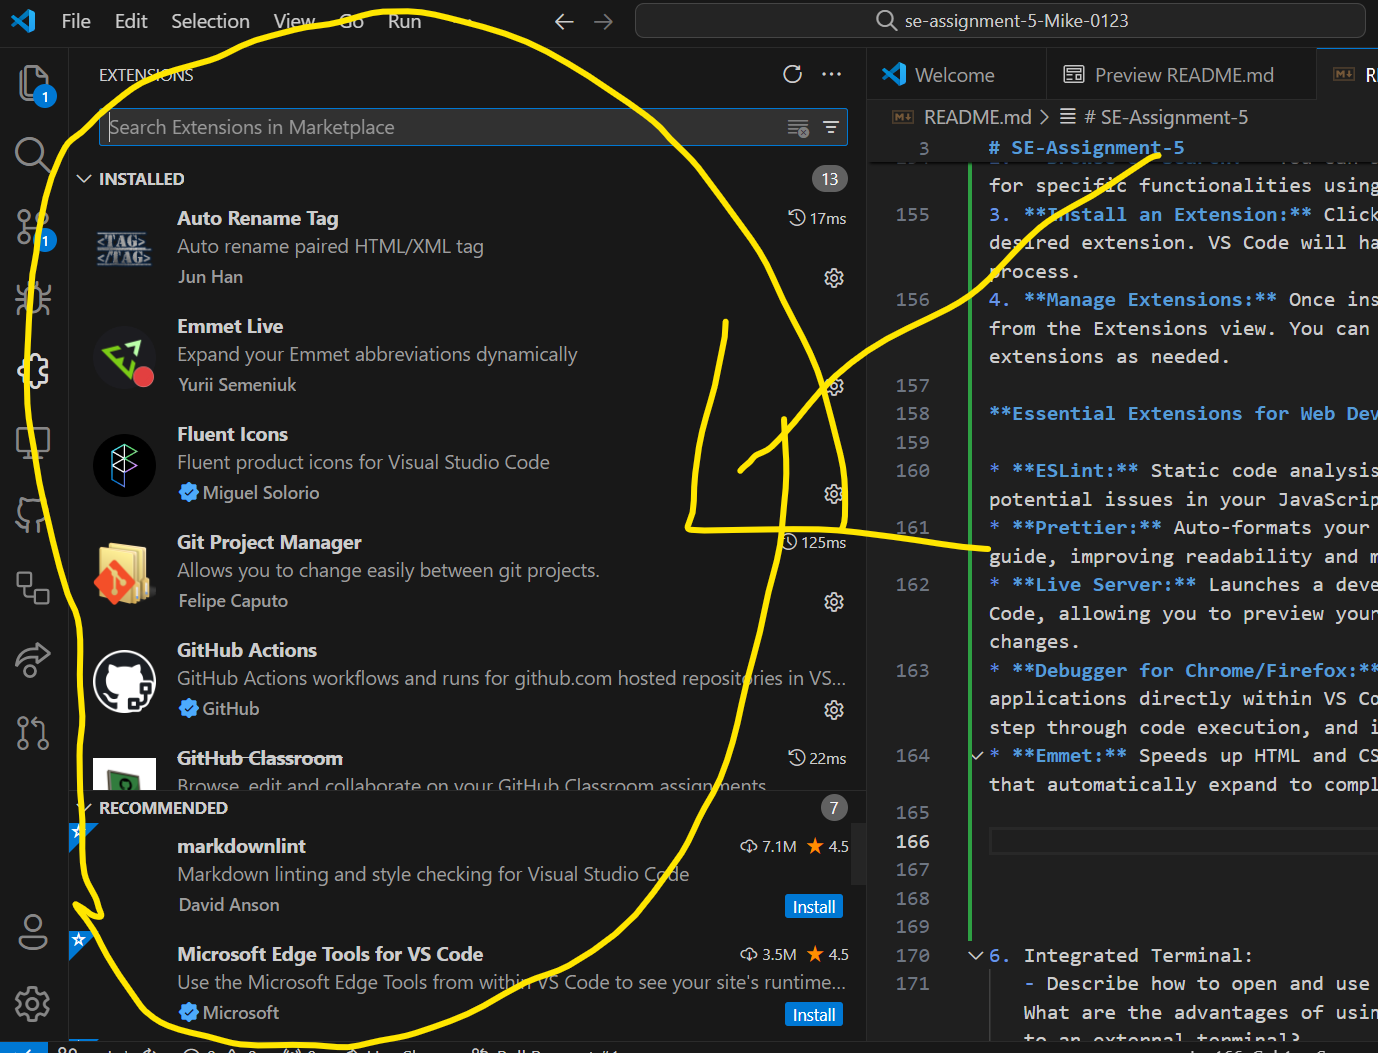 File Edit Selection View Go Run
se-assignment-5-Mike-0123
EXTENSIONS
Search Extensions in Marketplace
INSTALLED 13
Auto Rename Tag 17ms
Auto rename paired HTML/XML tag
Jun Han
<TAG>
</TAG>
Emmet Live
Expand your Emmet abbreviations dynamically
Yurii Semeniuk
Fluent Icons
Fluent product icons for Visual Studio Code
Miguel Solorio
Git Project Manager 125ms
Allows you to change easily between git projects.
Felipe Caputo
GitHub Actions
GitHub Actions workflows and runs for github.com hosted repositories in VS...
GitHub
GitHub Classroom 22ms
Browse, edit and collaborate on your GitHub Classroom assignments
RECOMMENDED 7
markdownlint 7.1M 4.5
Markdown linting and style checking for Visual Studio Code
David Anson
Install
Microsoft Edge Tools for VS Code 3.5M 4.5
Use the Microsoft Edge Tools from within VS Code to see your site's runtime...
Microsoft
Install
1
1
Welcome
Preview README.md
README.md > # SE-Assignment-5
3 # SE-Assignment-5
for specific functionalities using
155 3. **Install an Extension:** Click
desired extension. VS Code will ha
process.
156 4. **Manage Extensions:** Once ins
from the Extensions view. You can
extensions as needed.
157
158 **Essential Extensions for Web Dev
159
160 * **ESLint:** Static code analysis
potential issues in your JavaScrip
161 * **Prettier:** Auto-formats your
guide, improving readability and m
162 * **Live Server:** Launches a deve
Code, allowing you to preview your
changes.
163 * **Debugger for Chrome/Firefox:**
applications directly within VS Co
step through code execution, and i
164 * **Emmet:** Speeds up HTML and CS
that automatically expand to compl
165
166
167
168
169
170 6. Integrated Terminal:
171 - Describe how to open and use
What are the advantages of usin
to an external terminal?